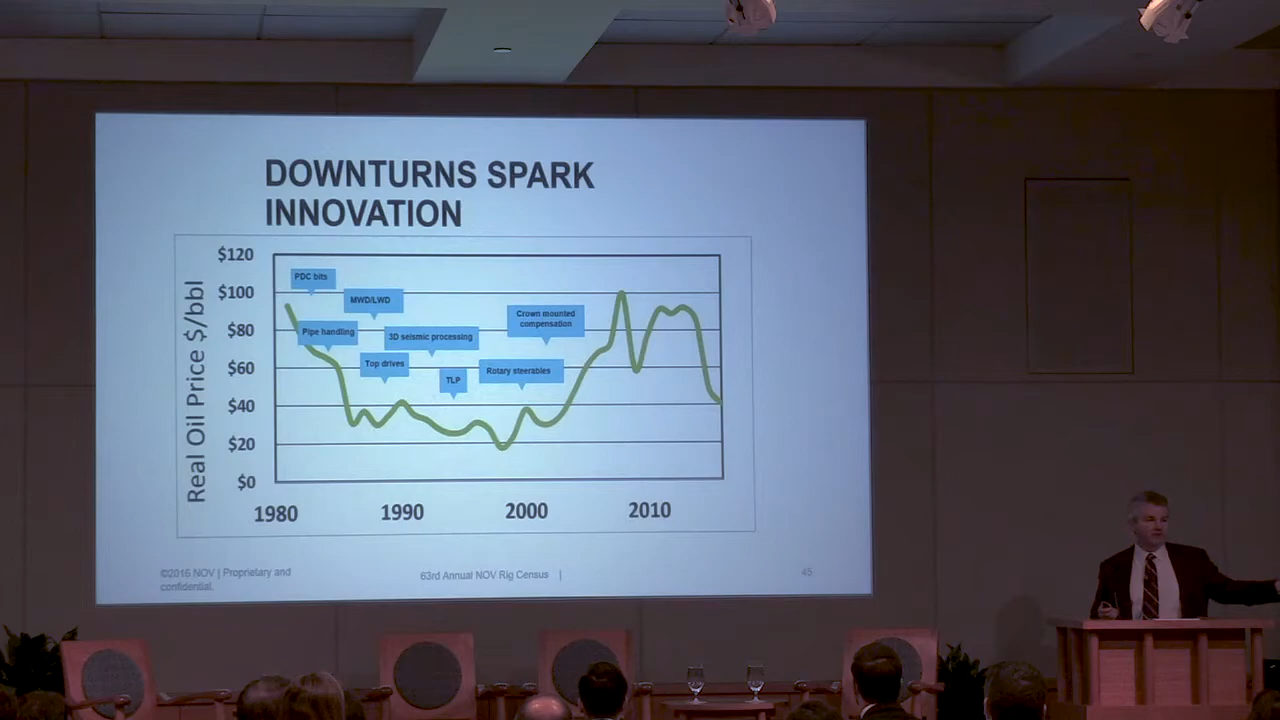 DOWNTURNS SPARK
INNOVATION
Real Oil Price $/bbl
$120
$100
$80
$60
$40
$20
$0
PDC bits
MWD/LWD
Pipe handling
3D seismic processing
Crown mounted
compensation
Top drives
TLP
Rotary steerables
1980
1990
2000
2010
©2016 NOV | Proprietary and
confidential.
63rd Annual NOV Rig Census |
45